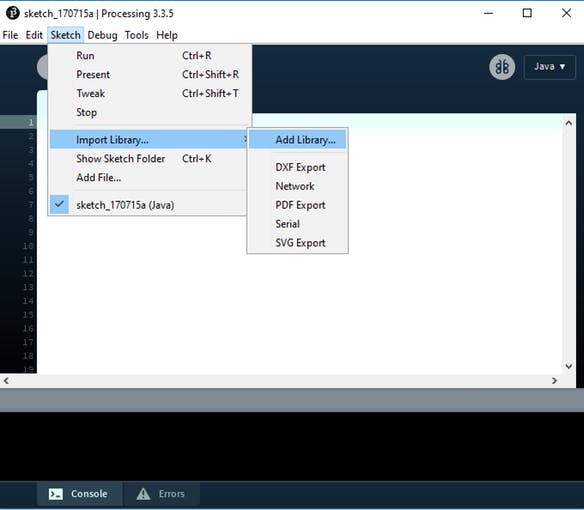 sketch_170715a | Processing 3.3.5
File Edit Sketch Debug Tools Help
Java ▼
Run Ctrl+R
Present Ctrl+Shift+R
Tweak Ctrl+Shift+T
Stop
Import Library...
Show Sketch Folder Ctrl+K
Add File...
sketch_170715a (Java)
Add Library...
DXF Export
Network
PDF Export
Serial
SVG Export
1
2
3
4
5
6
7
8
9
10
11
12
13
14
15
16
17
18
19
Console
Errors